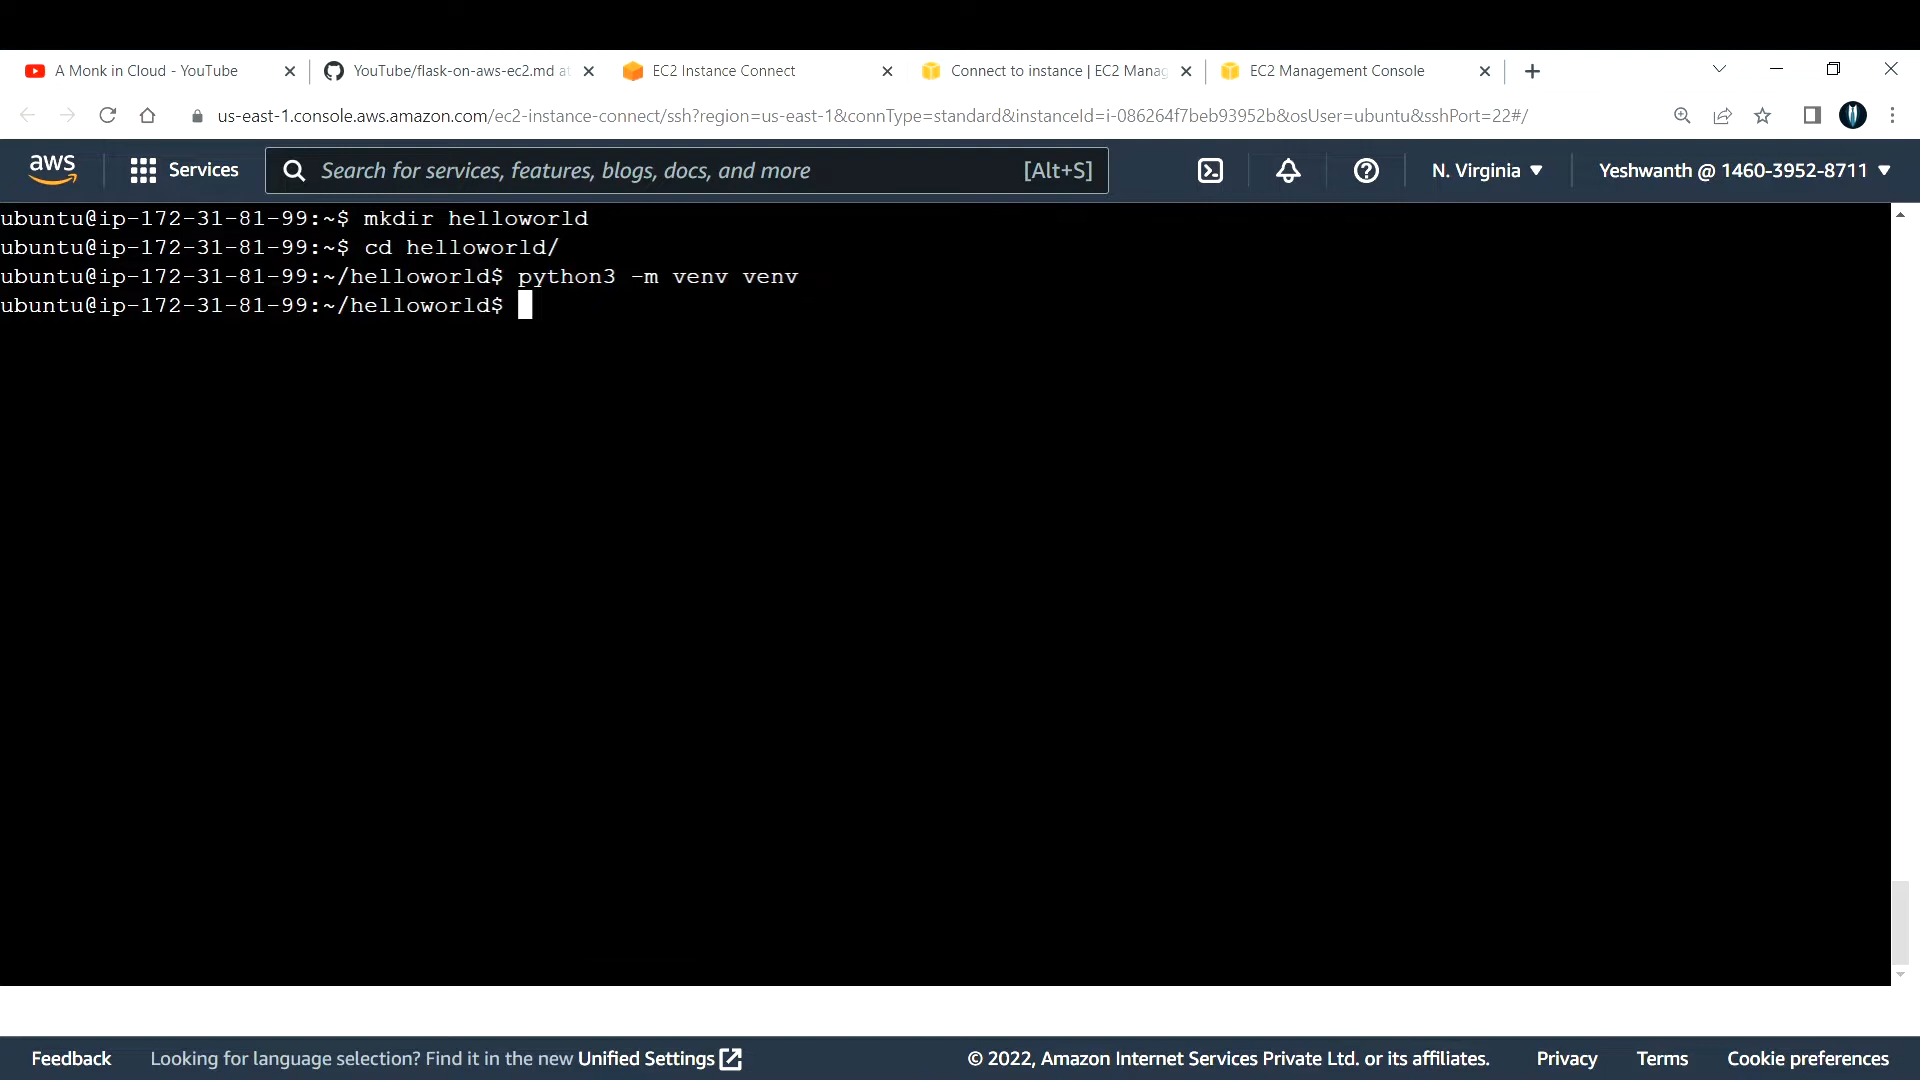 A Monk in Cloud - YouTube
YouTube/flask-on-aws-ec2.md at
EC2 Instance Connect
Connect to instance | EC2 Manag
EC2 Management Console
us-east-1.console.aws.amazon.com/ec2-instance-connect/ssh?region=us-east-1&connType=standard&instanceId=i-086264f7beb93952b&osUser=ubuntu&sshPort=22#/
aws
Services
Search for services, features, blogs, docs, and more
[Alt+S]
N. Virginia
Yeshwanth @ 1460-3952-8711
ubuntu@ip-172-31-81-99:~$ mkdir helloworld
ubuntu@ip-172-31-81-99:~$ cd helloworld/
ubuntu@ip-172-31-81-99:~/helloworld$ python3 -m venv venv
ubuntu@ip-172-31-81-99:~/helloworld$
Feedback
Looking for language selection? Find it in the new Unified Settings
© 2022, Amazon Internet Services Private Ltd. or its affiliates.
Privacy
Terms
Cookie preferences